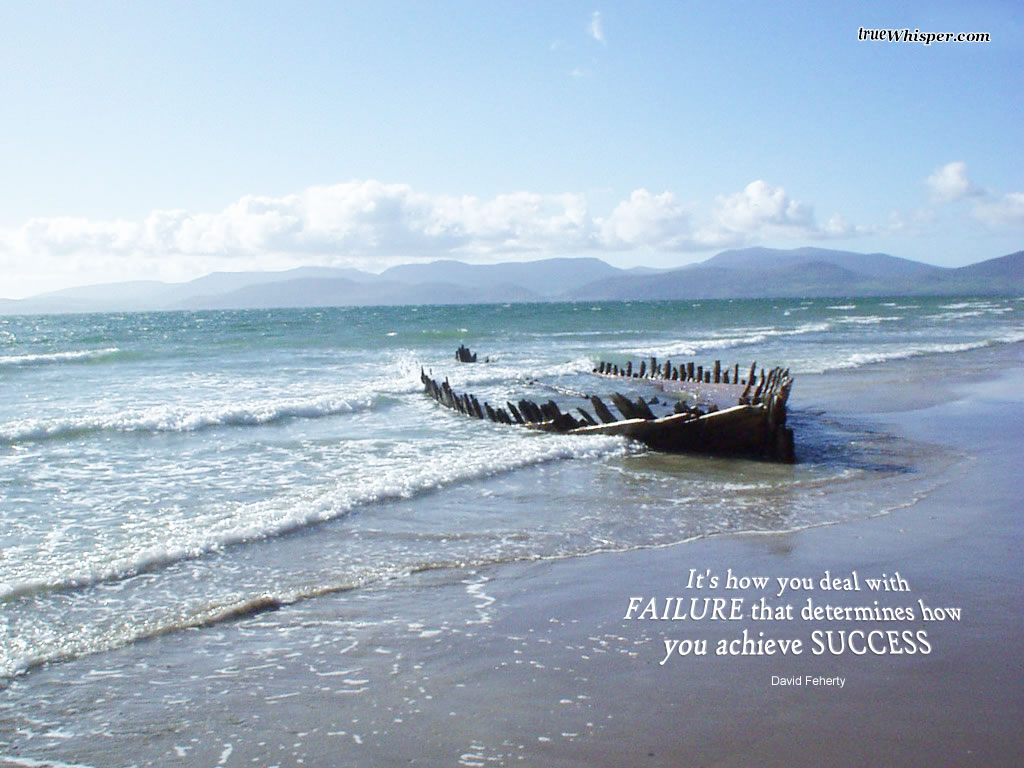 trueWhisper.com
It's how you deal with
FAILURE that determines how
you achieve SUCCESS
David Feherty